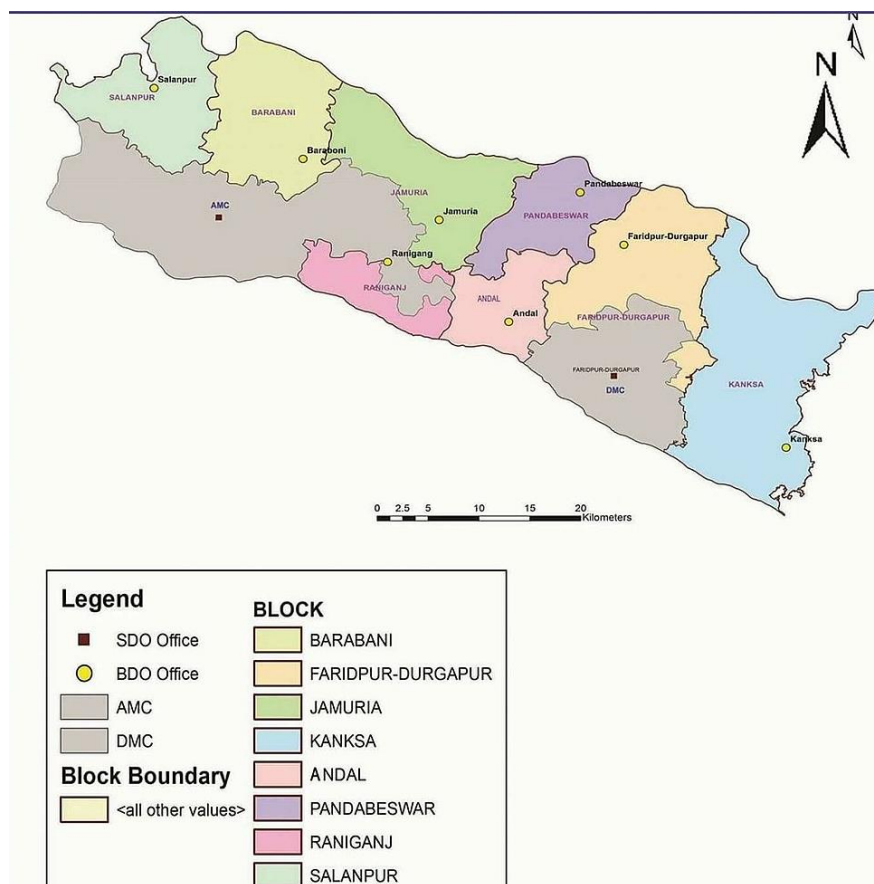 N
N
Salanpur
SALANPUR
BARABANI
Baraboni
Pandabeswar
JAMURIA
AMC
Jamuria
PANDABESWAR
Faridpur-Durgapur
Ranigang
RANIGANJ
ANDAL
Andal
FARIDPUR-DURGAPUR
FARIDPUR-DURGAPUR
DMC
KANKSA
Kanksa
0 2.5 5 10 15 20
Kilometers
Legend
SDO Office
BDO Office
AMC
DMC
Block Boundary
<all other values>
BLOCK
BARABANI
FARIDPUR-DURGAPUR
JAMURIA
KANKSA
ANDAL
PANDABESWAR
RANIGANJ
SALANPUR